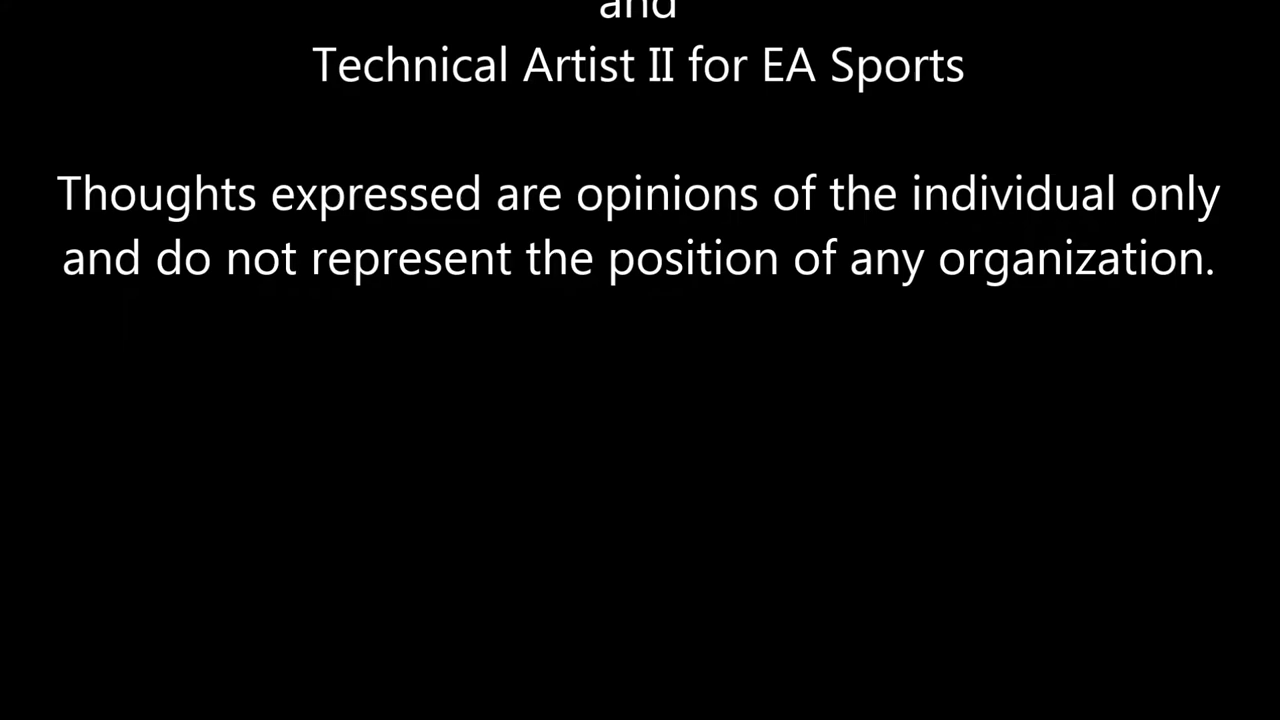 and
Technical Artist II for EA Sports
Thoughts expressed are opinions of the individual only
and do not represent the position of any organization.